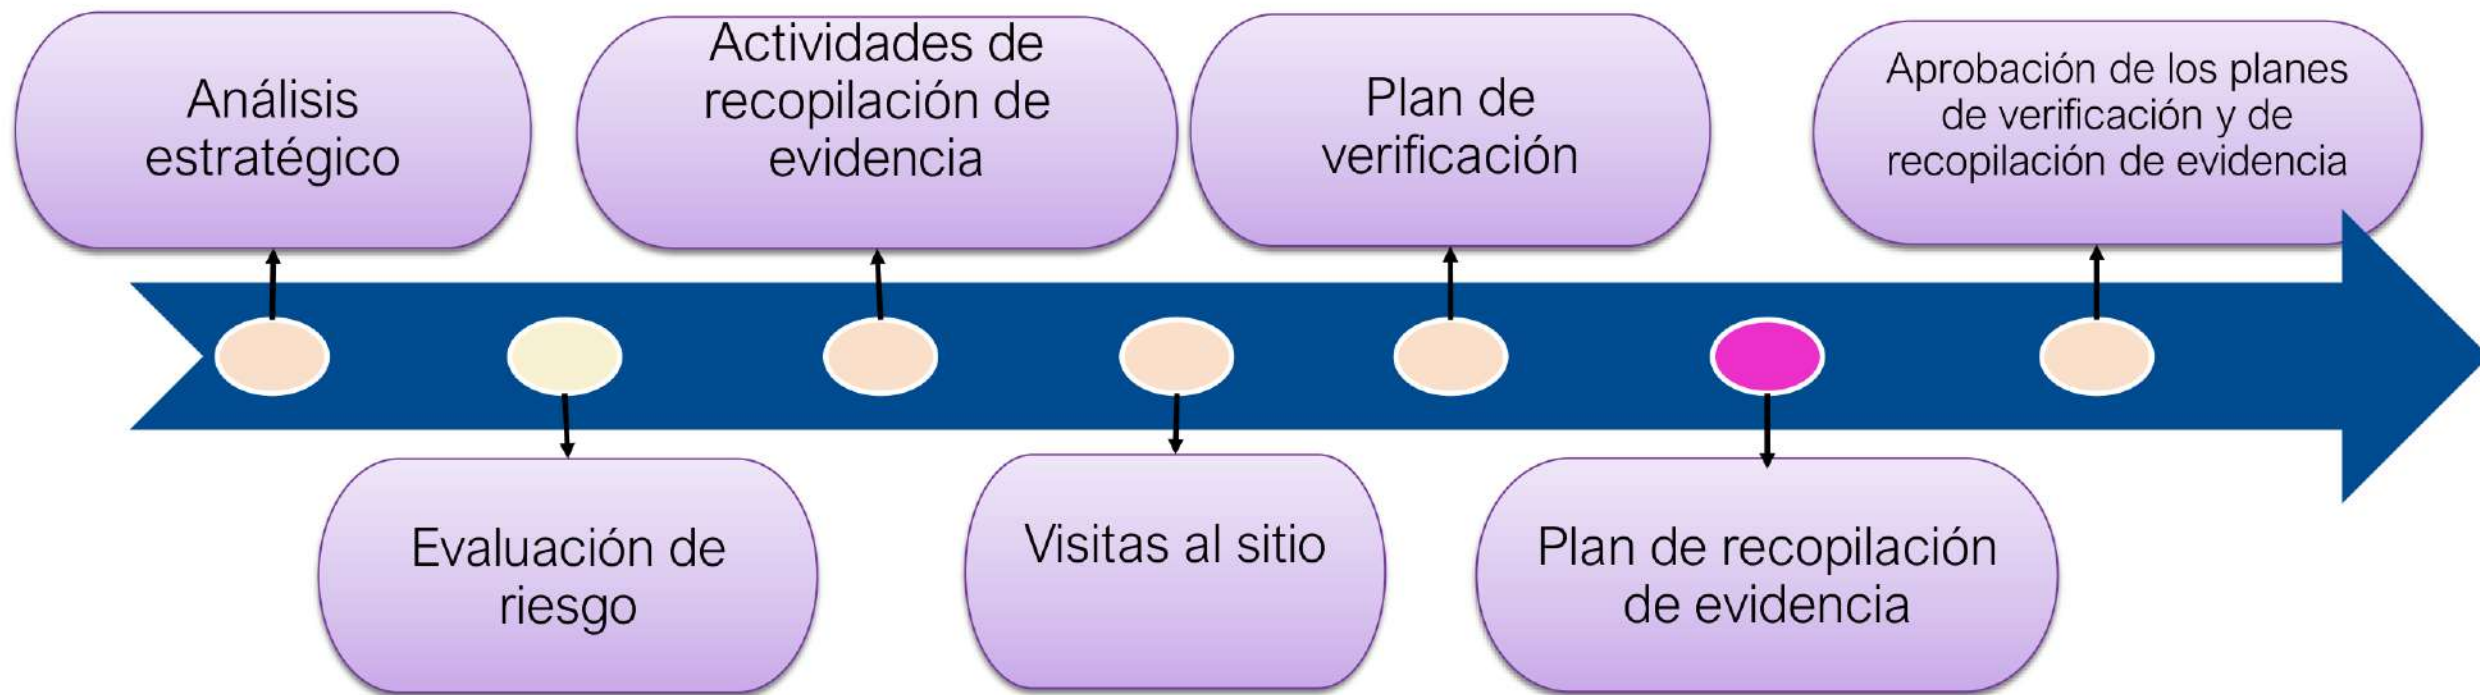 Análisis
estratégico
Actividades de
recopilación de
evidencia
Plan de
verificación
Aprobación de los planes
de verificación y de
recopilación de evidencia
Evaluación de
riesgo
Visitas al sitio
Plan de recopilación
de evidencia